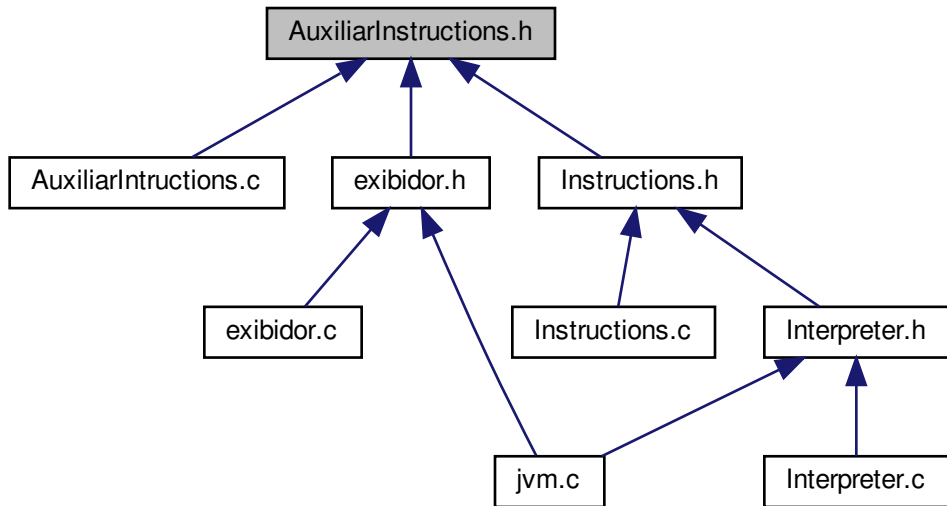 AuxiliarInstructions.h
AuxiliarIntructions.c
exibidor.h
Instructions.h
exibidor.c
Instructions.c
Interpreter.h
jvm.c
Interpreter.c